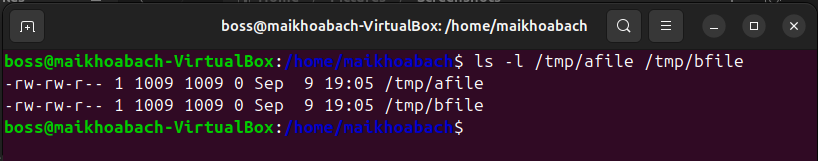 boss@maikhoabach-VirtualBox: /home/maikhoabach
boss@maikhoabach-VirtualBox:/home/maikhoabach$ ls -l /tmp/afile /tmp/bfile
-rw-rw-r-- 1 1009 1009 0 Sep  9 19:05 /tmp/afile
-rw-rw-r-- 1 1009 1009 0 Sep  9 19:05 /tmp/bfile
boss@maikhoabach-VirtualBox:/home/maikhoabach$